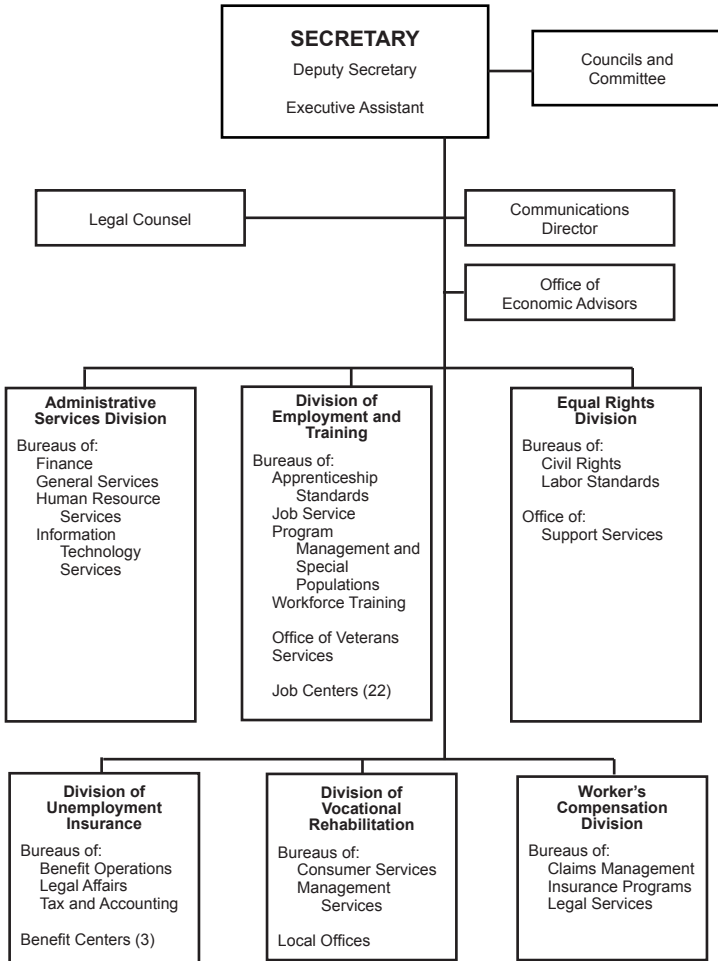 SECRETARY
Deputy Secretary
Executive Assistant
Councils and
Committee
Legal Counsel
Communications
Director
Office of
Economic Advisors
Administrative
Services Division
Bureaus of:
Finance
General Services
Human Resource
Services
Information
Technology
Services
Division of
Employment and
Training
Bureaus of:
Apprenticeship
Standards
Job Service
Program
Management and
Special
Populations
Workforce Training
Office of Veterans
Services
Job Centers (22)
Equal Rights
Division
Bureaus of:
Civil Rights
Labor Standards
Office of:
Support Services
Division of
Unemployment
Insurance
Bureaus of:
Benefit Operations
Legal Affairs
Tax and Accounting
Benefit Centers (3)
Division of
Vocational
Rehabilitation
Bureaus of:
Consumer Services
Management
Services
Local Offices
Worker's
Compensation
Division
Bureaus of:
Claims Management
Insurance Programs
Legal Services